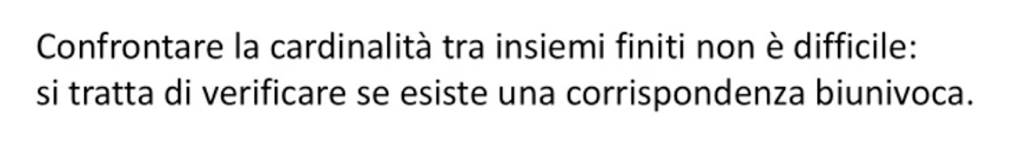 Confrontare la cardinalità tra insiemi finiti non è difficile:
si tratta di verificare se esiste una corrispondenza biunivoca.